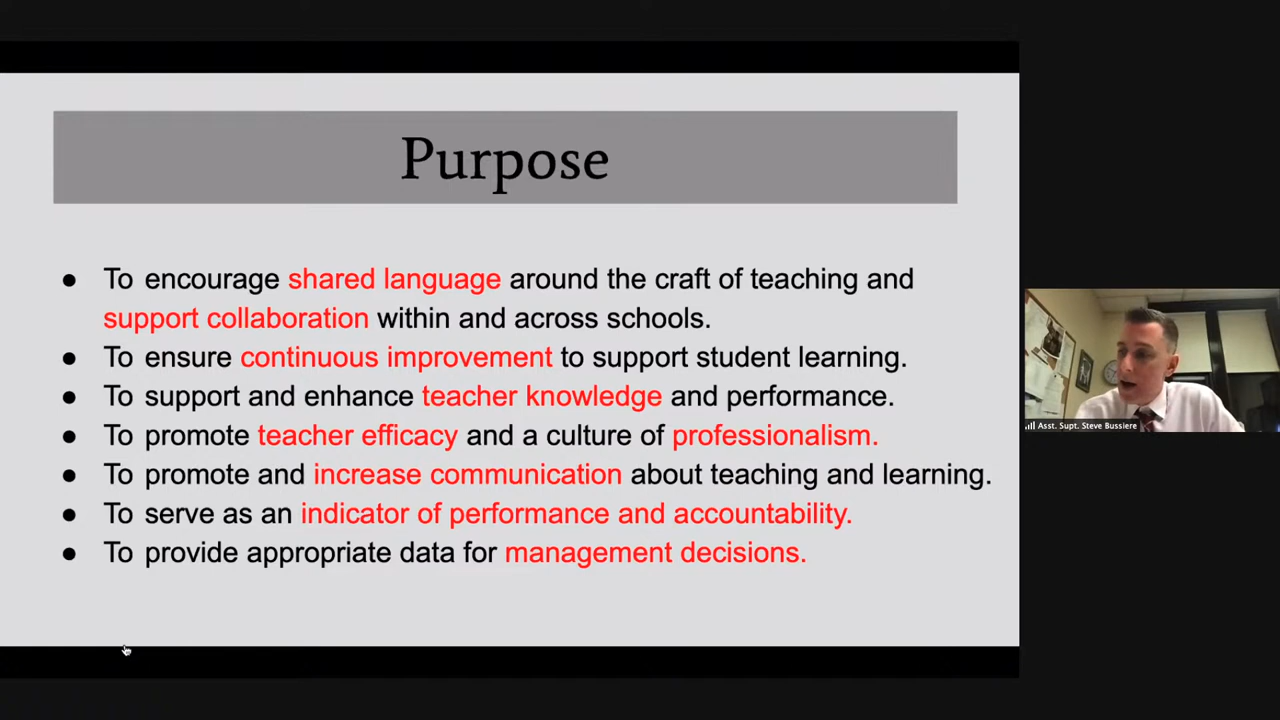 Purpose
● To encourage shared language around the craft of teaching and
support collaboration within and across schools.
● To ensure continuous improvement to support student learning.
● To support and enhance teacher knowledge and performance.
● To promote teacher efficacy and a culture of professionalism.
● To promote and increase communication about teaching and learning.
● To serve as an indicator of performance and accountability.
● To provide appropriate data for management decisions.
Asst. Supt. Steve Bussiere